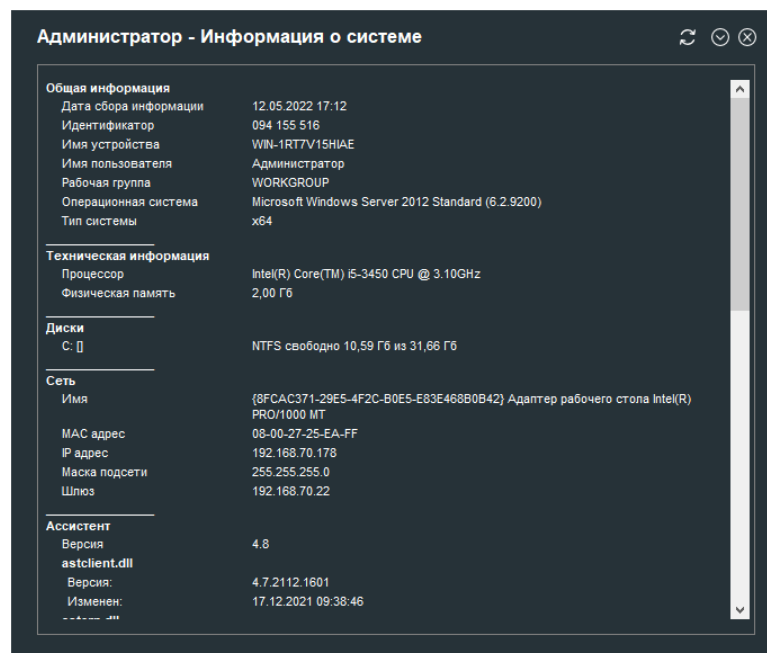 Администратор - Информация о системе
Общая информация
Дата сбора информации 12.05.2022 17:12
Идентификатор 094 155 516
Имя устройства WIN-1RT7V15HIAE
Имя пользователя Администратор
Рабочая группа WORKGROUP
Операционная система Microsoft Windows Server 2012 Standard (6.2.9200)
Тип системы x64
Техническая информация
Процессор Intel(R) Core(TM) i5-3450 CPU @ 3.10GHz
Физическая память 2,00 Гб
Диски
C: [] NTFS свободно 10,59 Гб из 31,66 Гб
Сеть
Имя {8FCAC371-29E5-4F2C-B0E5-E83E468B0B42} Адаптер рабочего стола Intel(R)
PRO/1000 MT
MAC адрес 08-00-27-25-EA-FF
IP адрес 192.168.70.178
Маска подсети 255.255.255.0
Шлюз 192.168.70.22
Ассистент
Версия 4.8
astclient.dll
Версия: 4.7.2112.1601
Изменен: 17.12.2021 09:38:46